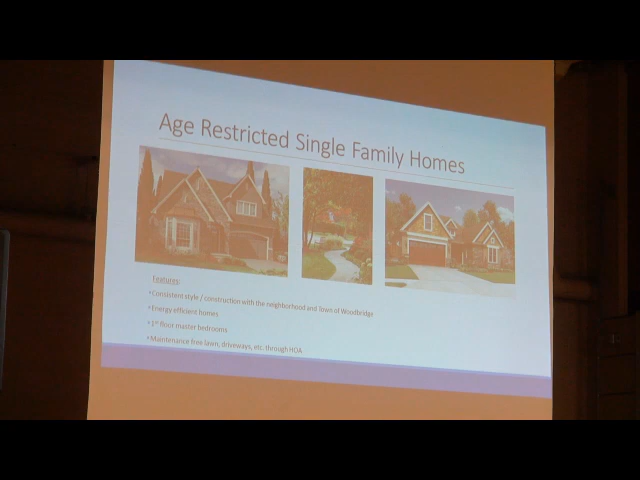 Age Restricted Single Family Homes
Features:
•Consistent style / construction with the neighborhood and Town of Woodbridge
•Energy efficient homes
•1st floor master bedrooms
•Maintenance free lawn, driveways, etc. through HOA